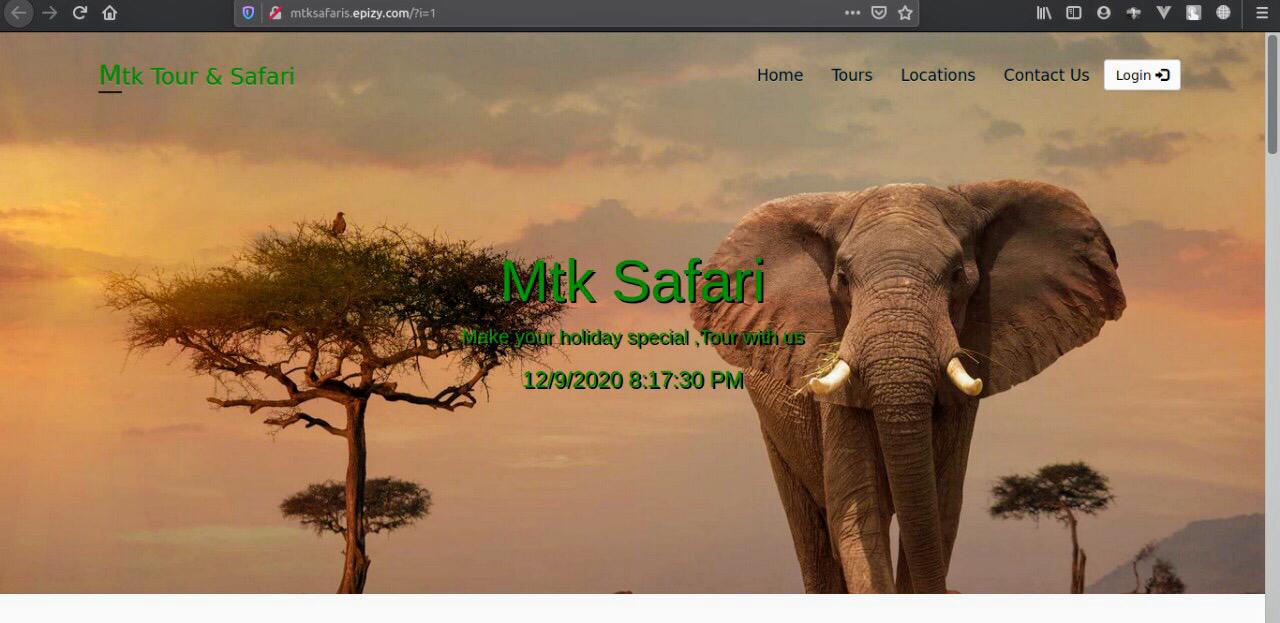 mtksafaris.epizy.com/?i=1
Mtk Tour & Safari
Home Tours Locations Contact Us Login
Mtk Safari
Make your holiday special ,Tour with us
12/9/2020 8:17:30 PM